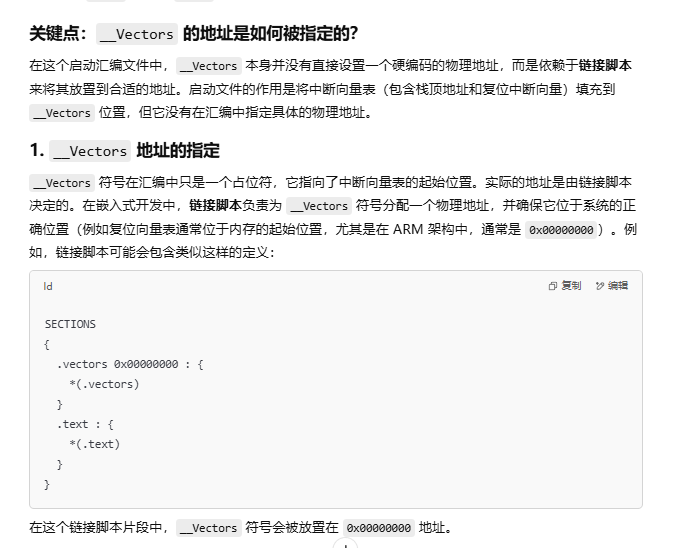 关键点：__Vectors 的地址是如何被指定的？
在这个启动汇编文件中，__Vectors 本身并没有直接设置一个硬编码的物理地址，而是依赖于链接脚本
来将其放置到合适的地址。启动文件的作用是将中断向量表（包含栈顶地址和复位中断向量）填充到
__Vectors 位置，但它没有在汇编中指定具体的物理地址。
1. __Vectors 地址的指定
__Vectors 符号在汇编中只是一个占位符，它指向了中断向量表的起始位置。实际的地址是由链接脚本
决定的。在嵌入式开发中，链接脚本负责为 __Vectors 符号分配一个物理地址，并确保它位于系统的正
确位置（例如复位向量表通常位于内存的起始位置，尤其是在 ARM 架构中，通常是 0x00000000）。例
如，链接脚本可能会包含类似这样的定义：
ld 复制 编辑
SECTIONS
{
  .vectors 0x00000000 : {
    *(.vectors)
  }
  .text : {
    *(.text)
  }
}
在这个链接脚本片段中，__Vectors 符号会被放置在 0x00000000 地址。